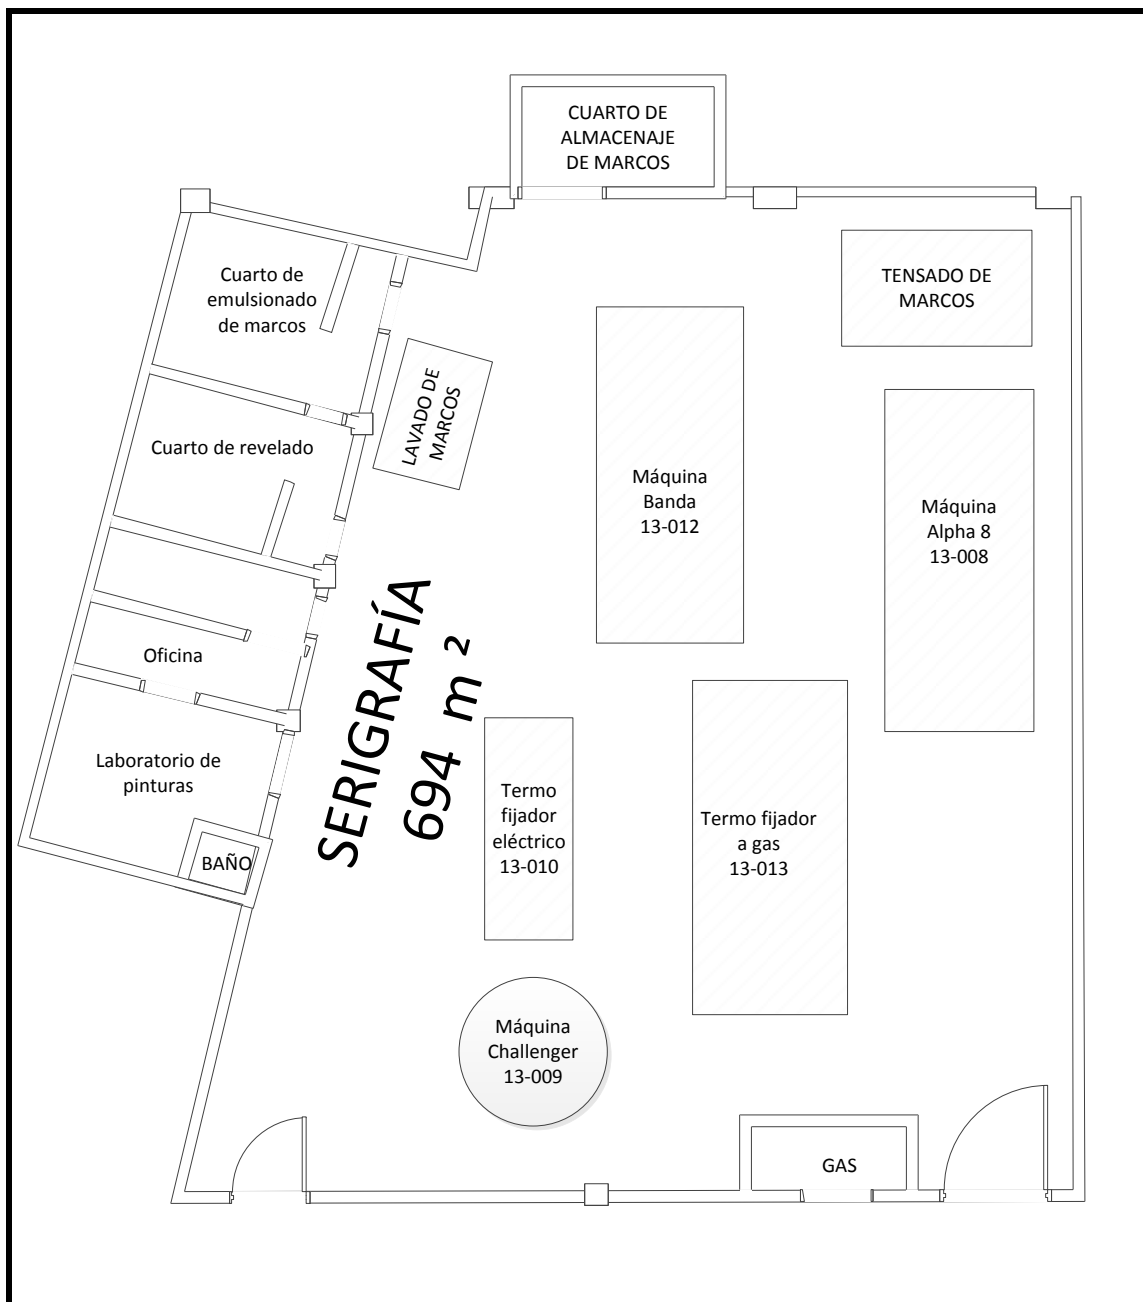 CUARTO DE
ALMACENAJE
DE MARCOS
TENSADO DE
MARCOS
Cuarto de
emulsionado
de marcos
LAVADO DE
MARCOS
Cuarto de revelado
Máquina
Banda
13-012
Máquina
Alpha 8
13-008
Oficina
SERIGRAFÍA
694 m ²
Laboratorio de
pinturas
BAÑO
Termo
fijador
eléctrico
13-010
Termo fijador
a gas
13-013
Máquina
Challenger
13-009
GAS